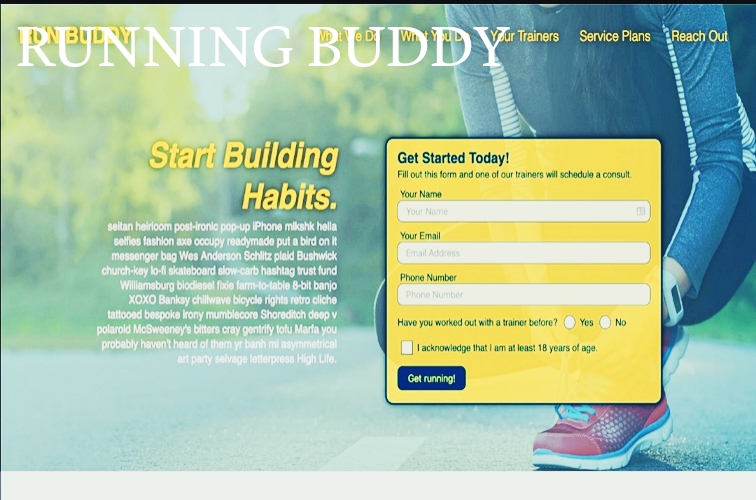 RUN BUDDY
RUNNING BUDDY
What We Do What You Do Your Trainers Service Plans Reach Out
Start Building
Habits.
seitan heirloom post-ironic pop-up iPhone mlkshk hella
selfies fashion axe occupy readymade put a bird on it
messenger bag Wes Anderson Schlitz plaid Bushwick
church-key lo-fi skateboard slow-carb hashtag trust fund
Williamsburg biodiesel fixie farm-to-table 8-bit banjo
XOXO Banksy chillwave bicycle rights retro cliche
tattooed bespoke irony mumblecore Shoreditch deep v
polaroid McSweeney's bitters cray gentrify tofu Marfa you
probably haven't heard of them yr banh mi asymmetrical
art party selvage letterpress High Life.
Get Started Today!
Fill out this form and one of our trainers will schedule a consult.
Your Name
Your Name
Your Email
Email Address
Phone Number
Phone Number
Have you worked out with a trainer before? Yes No
I acknowledge that I am at least 18 years of age.
Get running!